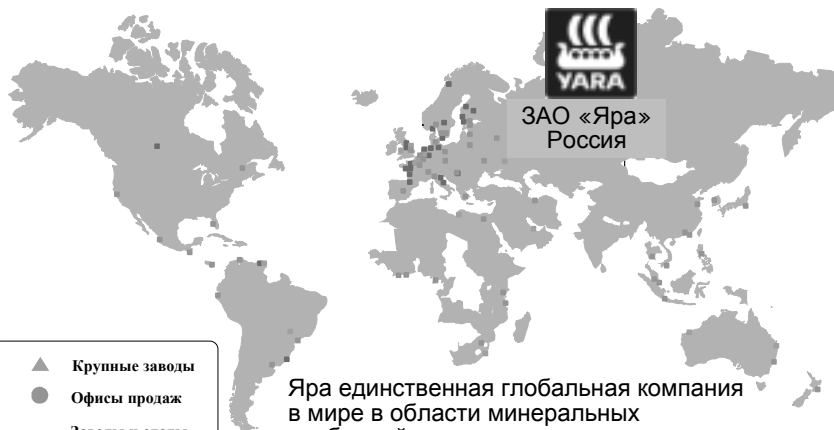 YARA
ЗАО «Яра»
Россия
Крупные заводы
Офисы продаж
Яра единственная глобальная компания
в мире в области минеральных